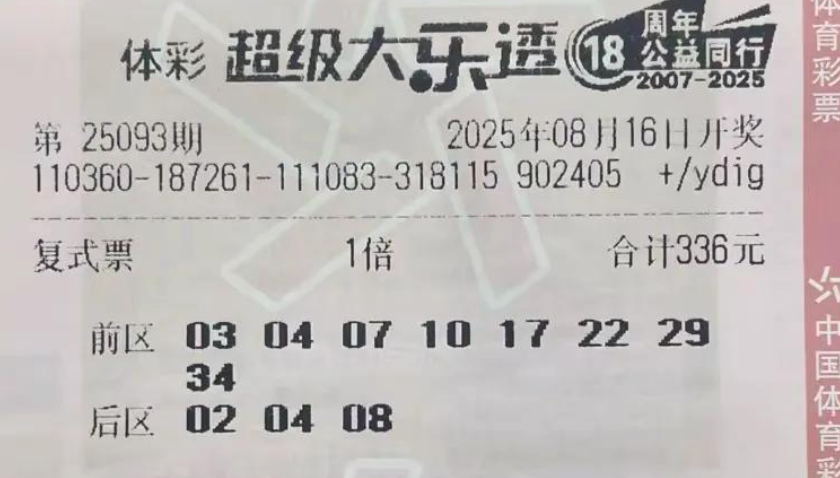 体彩 超级大乐透 18 周年
公益同行
2007-2025
第 25093期 2025年08月16日开奖
110360-187261-111083-318115 902405 +/ydig
复式票 1倍 合计336元
前区 03 04 07 10 17 22 29
34
后区 02 04 08
体育彩票
中国体育彩